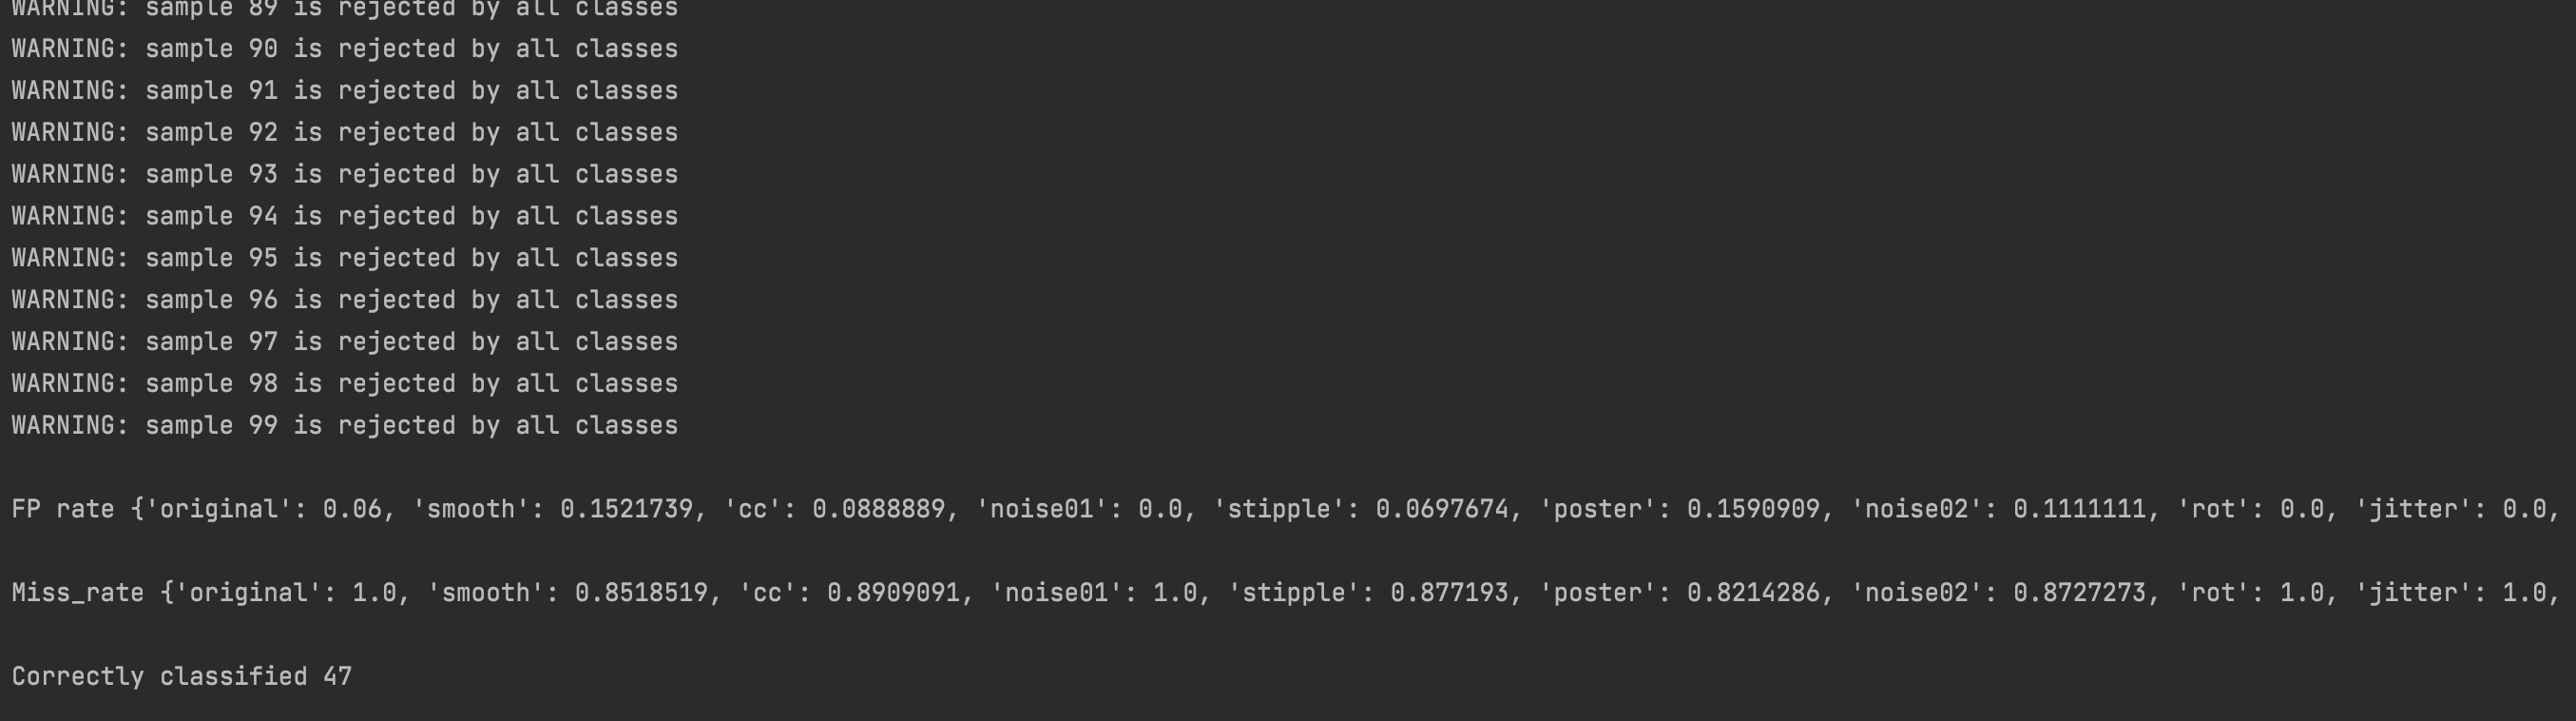 WARNING: sample 89 is rejected by all classes
WARNING: sample 90 is rejected by all classes
WARNING: sample 91 is rejected by all classes
WARNING: sample 92 is rejected by all classes
WARNING: sample 93 is rejected by all classes
WARNING: sample 94 is rejected by all classes
WARNING: sample 95 is rejected by all classes
WARNING: sample 96 is rejected by all classes
WARNING: sample 97 is rejected by all classes
WARNING: sample 98 is rejected by all classes
WARNING: sample 99 is rejected by all classes
FP rate {'original': 0.06, 'smooth': 0.1521739, 'cc': 0.0888889, 'noise01': 0.0, 'stipple': 0.0697674, 'poster': 0.1590909, 'noise02': 0.1111111, 'rot': 0.0, 'jitter': 0.0,
Miss_rate {'original': 1.0, 'smooth': 0.8518519, 'cc': 0.8909091, 'noise01': 1.0, 'stipple': 0.877193, 'poster': 0.8214286, 'noise02': 0.8727273, 'rot': 1.0, 'jitter': 1.0,
Correctly classified 47